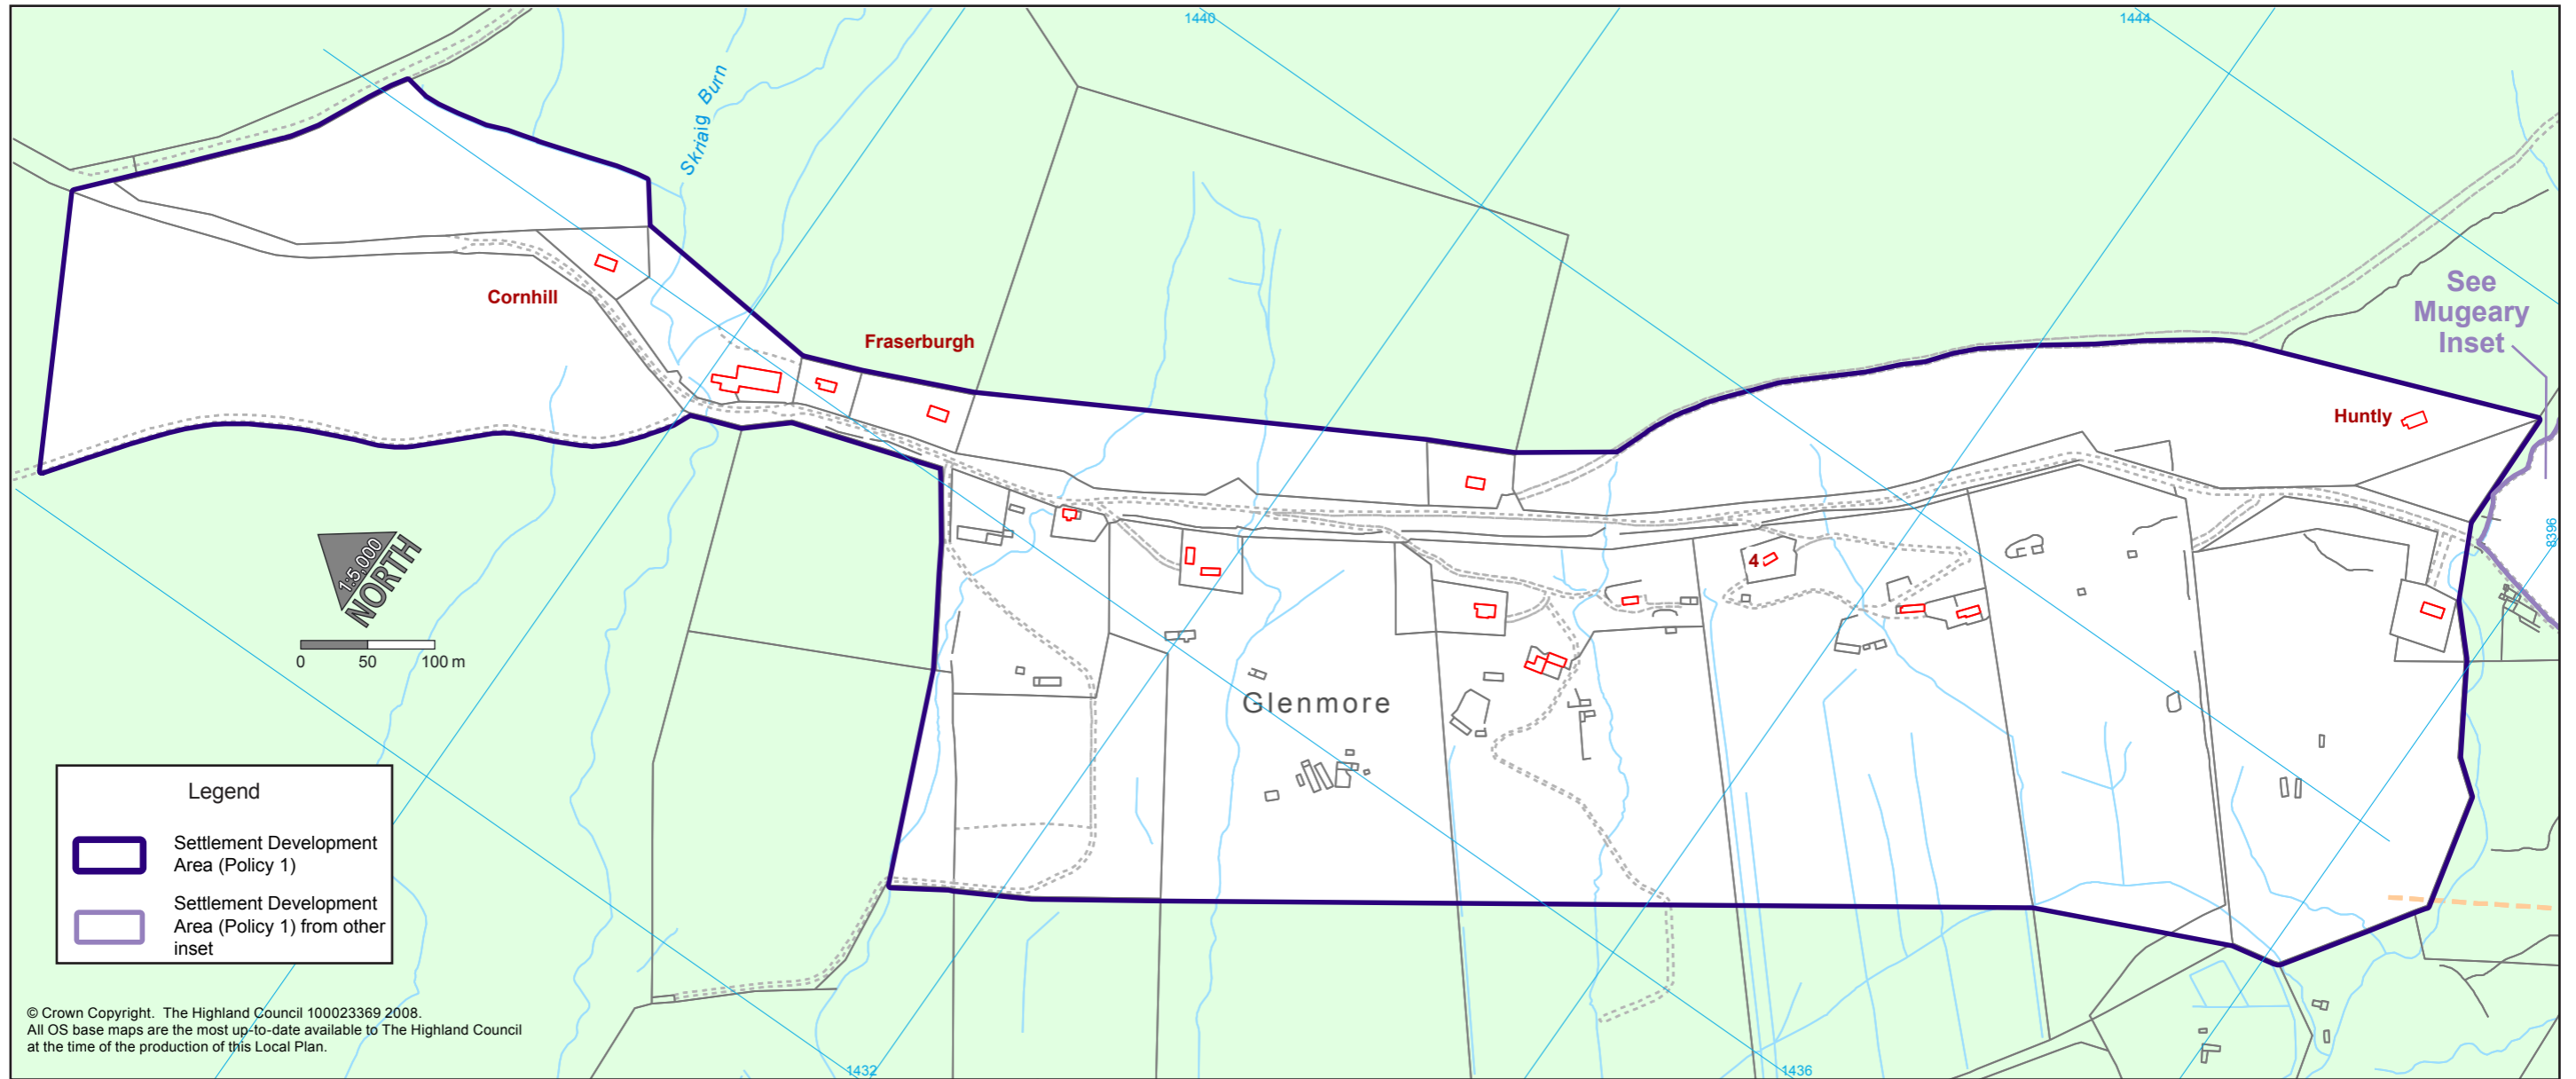 1440
1444
Skriaig Burn
See
Mugeary
Inset
Cornhill
Fraserburgh
Huntly
8396
4
1:5,000
NORTH
0 50 100 m
Glenmore
Legend
Settlement Development
Area (Policy 1)
Settlement Development
Area (Policy 1) from other
inset
© Crown Copyright. The Highland Council 100023369 2008.
All OS base maps are the most up-to-date available to The Highland Council
at the time of the production of this Local Plan.
1432
1436